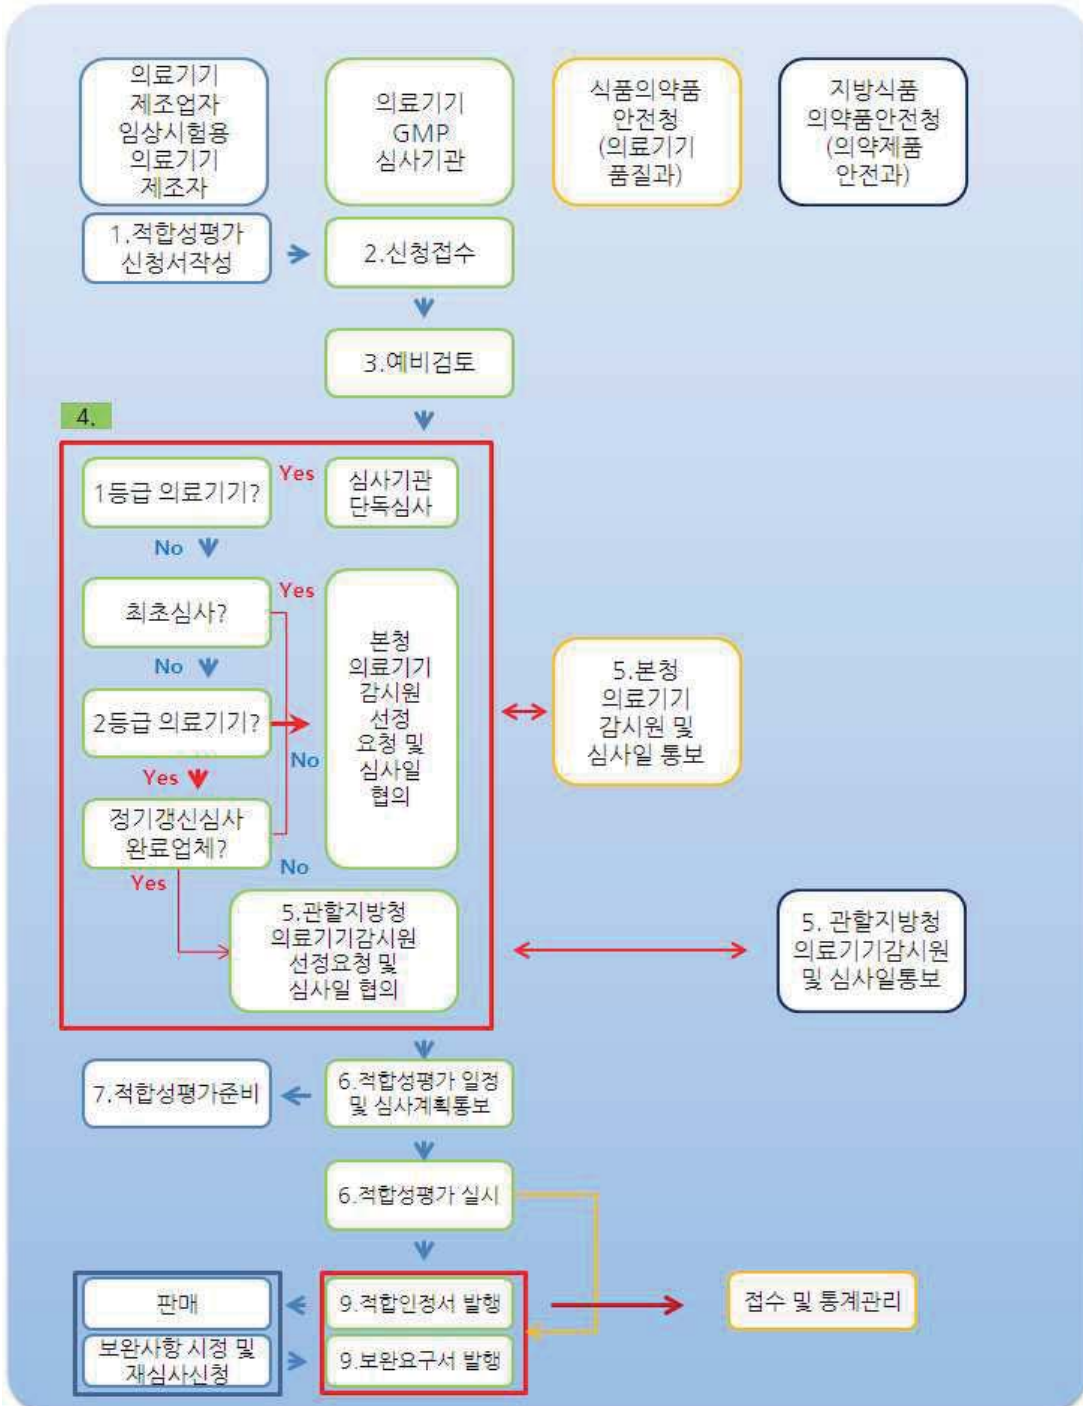 의료기기
제조업자
임상시험용
의료기기
제조자
의료기기
GMP
심사기관
식품의약품
안전청
(의료기기
품질과)
지방식품
의약품안전청
(의약제품
안전과)
1.적합성평가
신청서작성
2.신청접수
3.예비검토
4.
1등급 의료기기?
Yes
심사기관
단독심사
No
최초심사?
Yes
No
2등급 의료기기?
No
Yes
정기갱신심사
완료업체?
No
Yes
본청
의료기기
감시원
선정
요청 및
심사일
협의
5.본청
의료기기
감시원 및
심사일 통보
5.관할지방청
의료기기감시원
선정요청 및
심사일 협의
5. 관할지방청
의료기기감시원
및 심사일통보
7.적합성평가준비
6.적합성평가 일정
및 심사계획통보
6.적합성평가 실시
판매
9.적합인정서 발행
접수 및 통계관리
보완사항 시정 및
재심사신청
9.보완요구서 발행